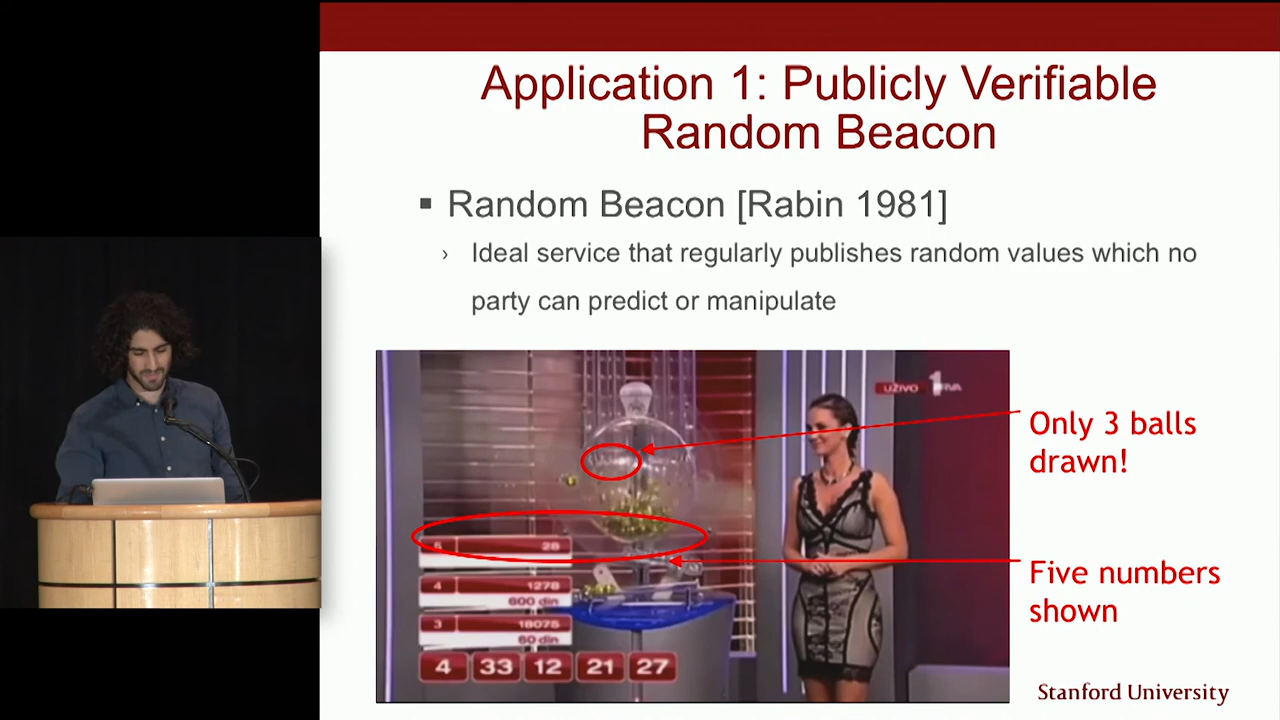 Application 1: Publicly Verifiable
Random Beacon
▪ Random Beacon [Rabin 1981]
› Ideal service that regularly publishes random values which no
party can predict or manipulate
UŽIVO 1 PRVA
Only 3 balls
drawn!
5 28
Five numbers
shown
4 1278
600 din
3 18075
60 din
4 33 12 21 27
Stanford University